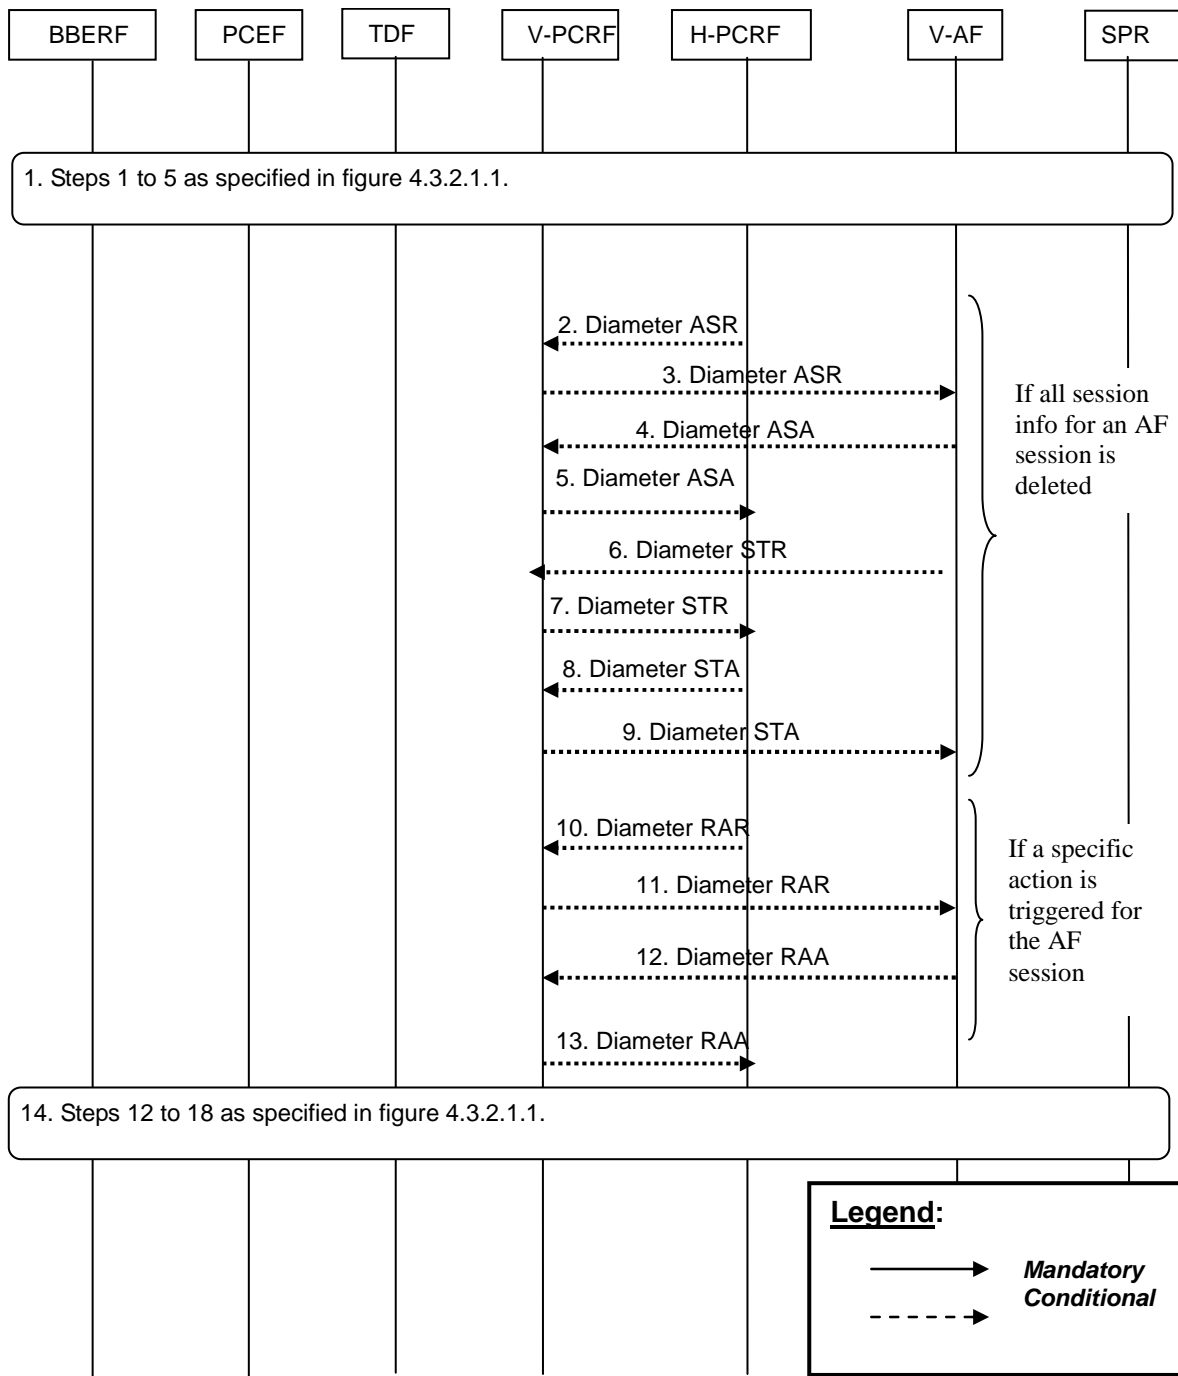 BBERF
PCEF
TDF
V-PCRF
H-PCRF
V-AF
SPR
1. Steps 1 to 5 as specified in figure 4.3.2.1.1.
2. Diameter ASR
3. Diameter ASR
4. Diameter ASA
5. Diameter ASA
6. Diameter STR
7. Diameter STR
8. Diameter STA
9. Diameter STA
If all session
info for an AF
session is
deleted
10. Diameter RAR
11. Diameter RAR
12. Diameter RAA
13. Diameter RAA
If a specific
action is
triggered for
the AF
session
14. Steps 12 to 18 as specified in figure 4.3.2.1.1.
Legend:
Mandatory
Conditional